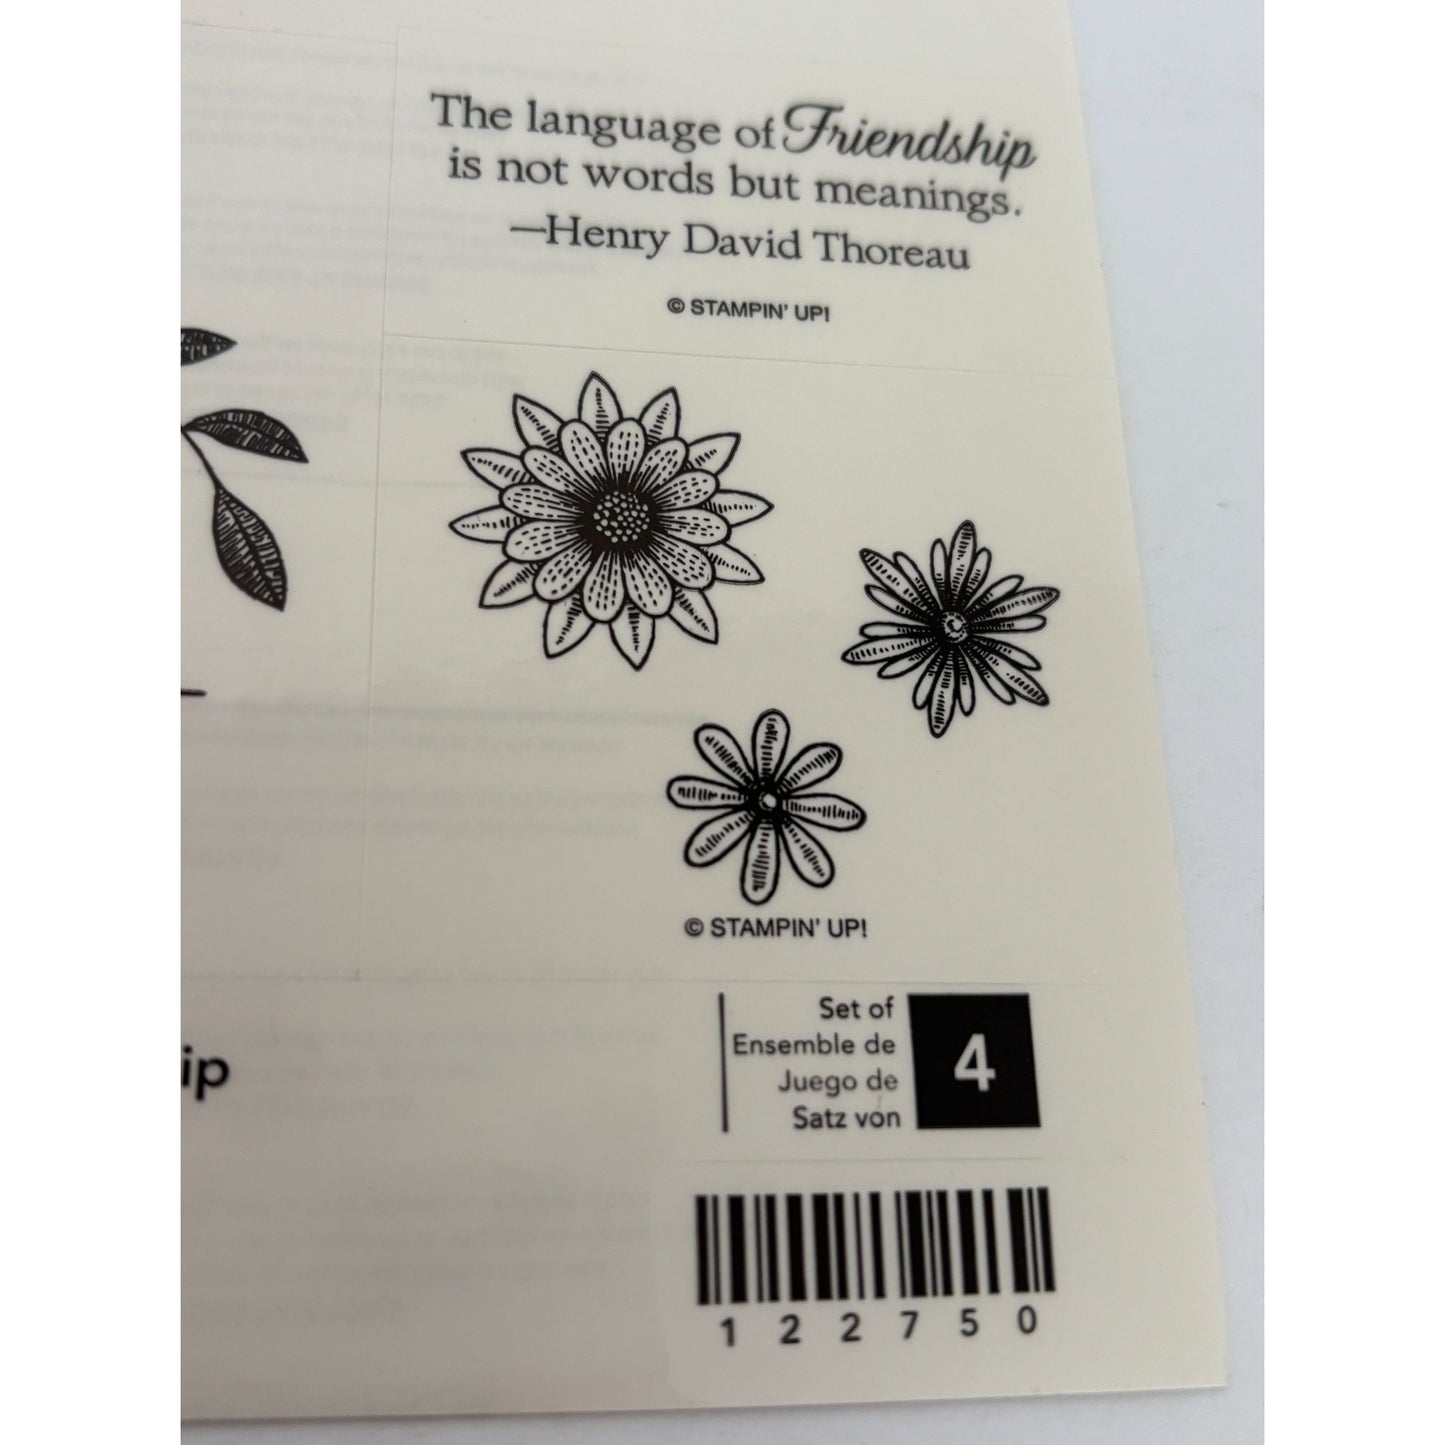 The language of Friendship
is not words but meanings.
—Henry David Thoreau
© STAMPIN' UP!
© STAMPIN' UP!
ip
Set of
Ensemble de
Juego de
Satz von
4
1 2 2 7 5 0